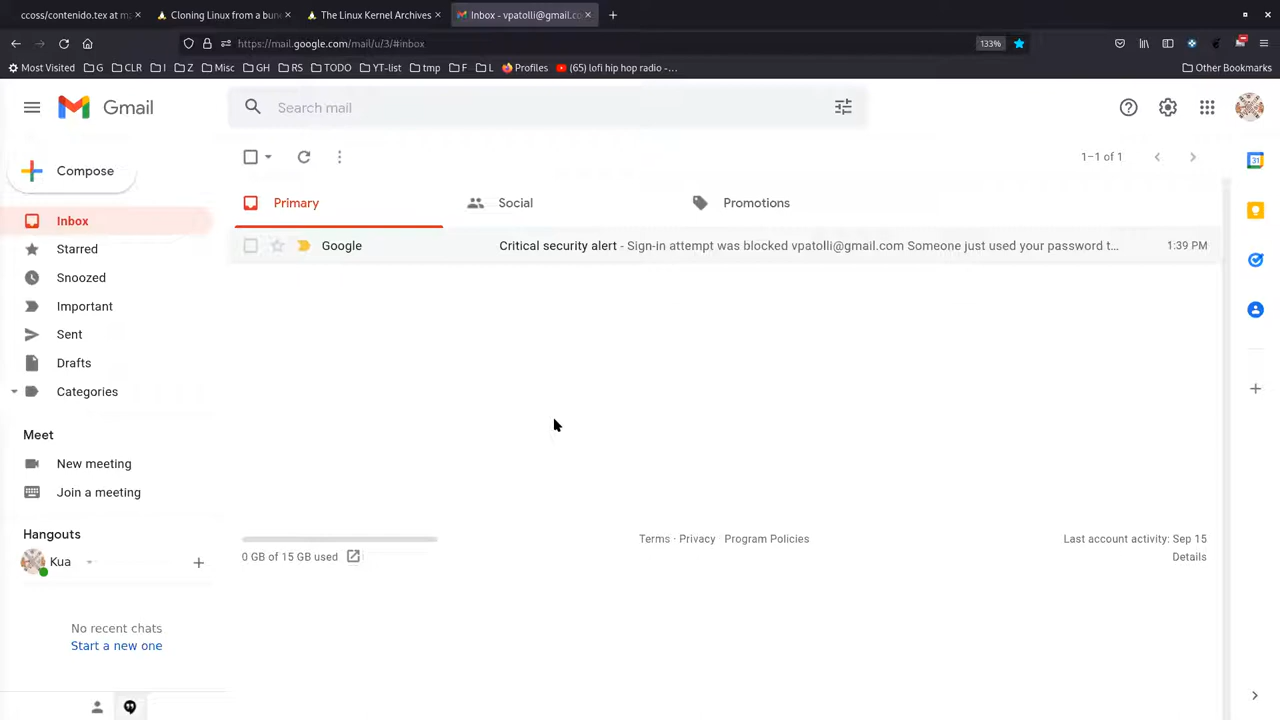 ccoss/contenido.tex at m
Cloning Linux from a bun
The Linux Kernel Archives
Inbox - vpatolli@gmail.co
https://mail.google.com/mail/u/3/#inbox
133%
Most Visited
G
CLR
I
Z
Misc
GH
RS
TODO
YT-list
tmp
F
L
Profiles
(65) lofi hip hop radio -…
Other Bookmarks
Gmail
Search mail
Compose
1–1 of 1
Primary
Social
Promotions
Inbox
Google
Critical security alert - Sign-in attempt was blocked vpatolli@gmail.com Someone just used your password t…
1:39 PM
Starred
Snoozed
Important
Sent
Drafts
Categories
Meet
New meeting
Join a meeting
Hangouts
Kua
No recent chats
Start a new one
0 GB of 15 GB used
Terms · Privacy · Program Policies
Last account activity: Sep 15
Details
31